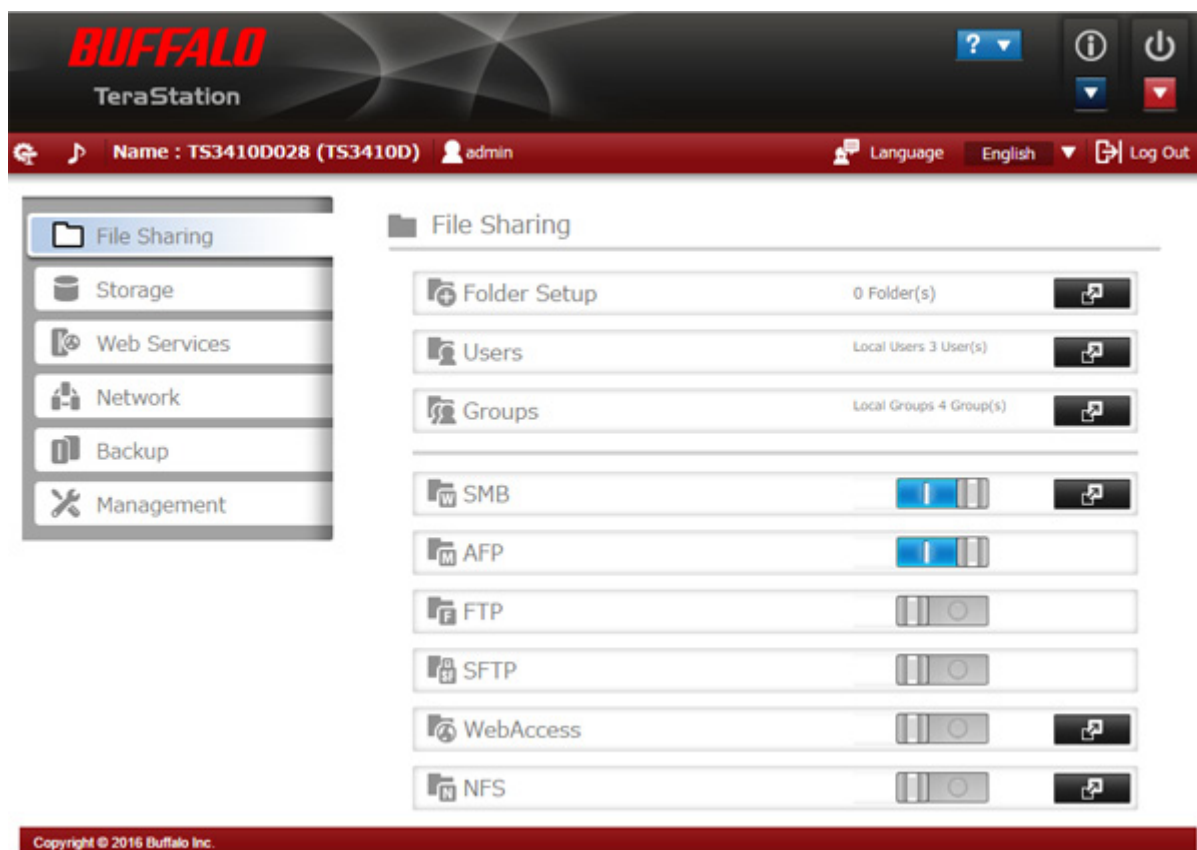 BUFFALO
TeraStation
?
Name : TS3410D028 (TS3410D) admin Language English Log Out
File Sharing
Storage
Web Services
Network
Backup
Management
File Sharing
Folder Setup 0 Folder(s)
Users Local Users 3 User(s)
Groups Local Groups 4 Group(s)
SMB
AFP
FTP
SFTP
WebAccess
NFS
Copyright © 2016 Buffalo Inc.